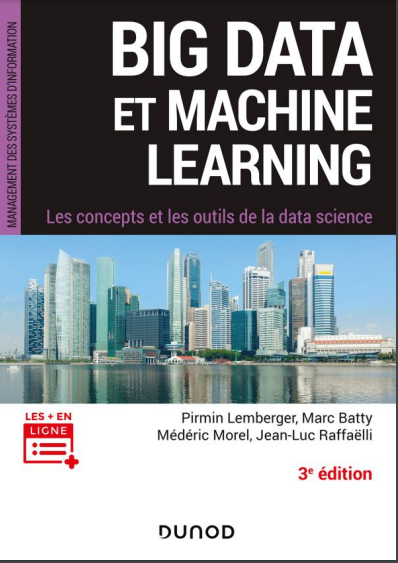 MANAGEMENT DES SYSTÈMES D'INFORMATION
BIG DATA
ET MACHINE
LEARNING
Les concepts et les outils de la data science
LES + EN
LIGNE
Pirmin Lemberger, Marc Batty
Médéric Morel, Jean-Luc Raffaëlli
3e édition
DUNOD